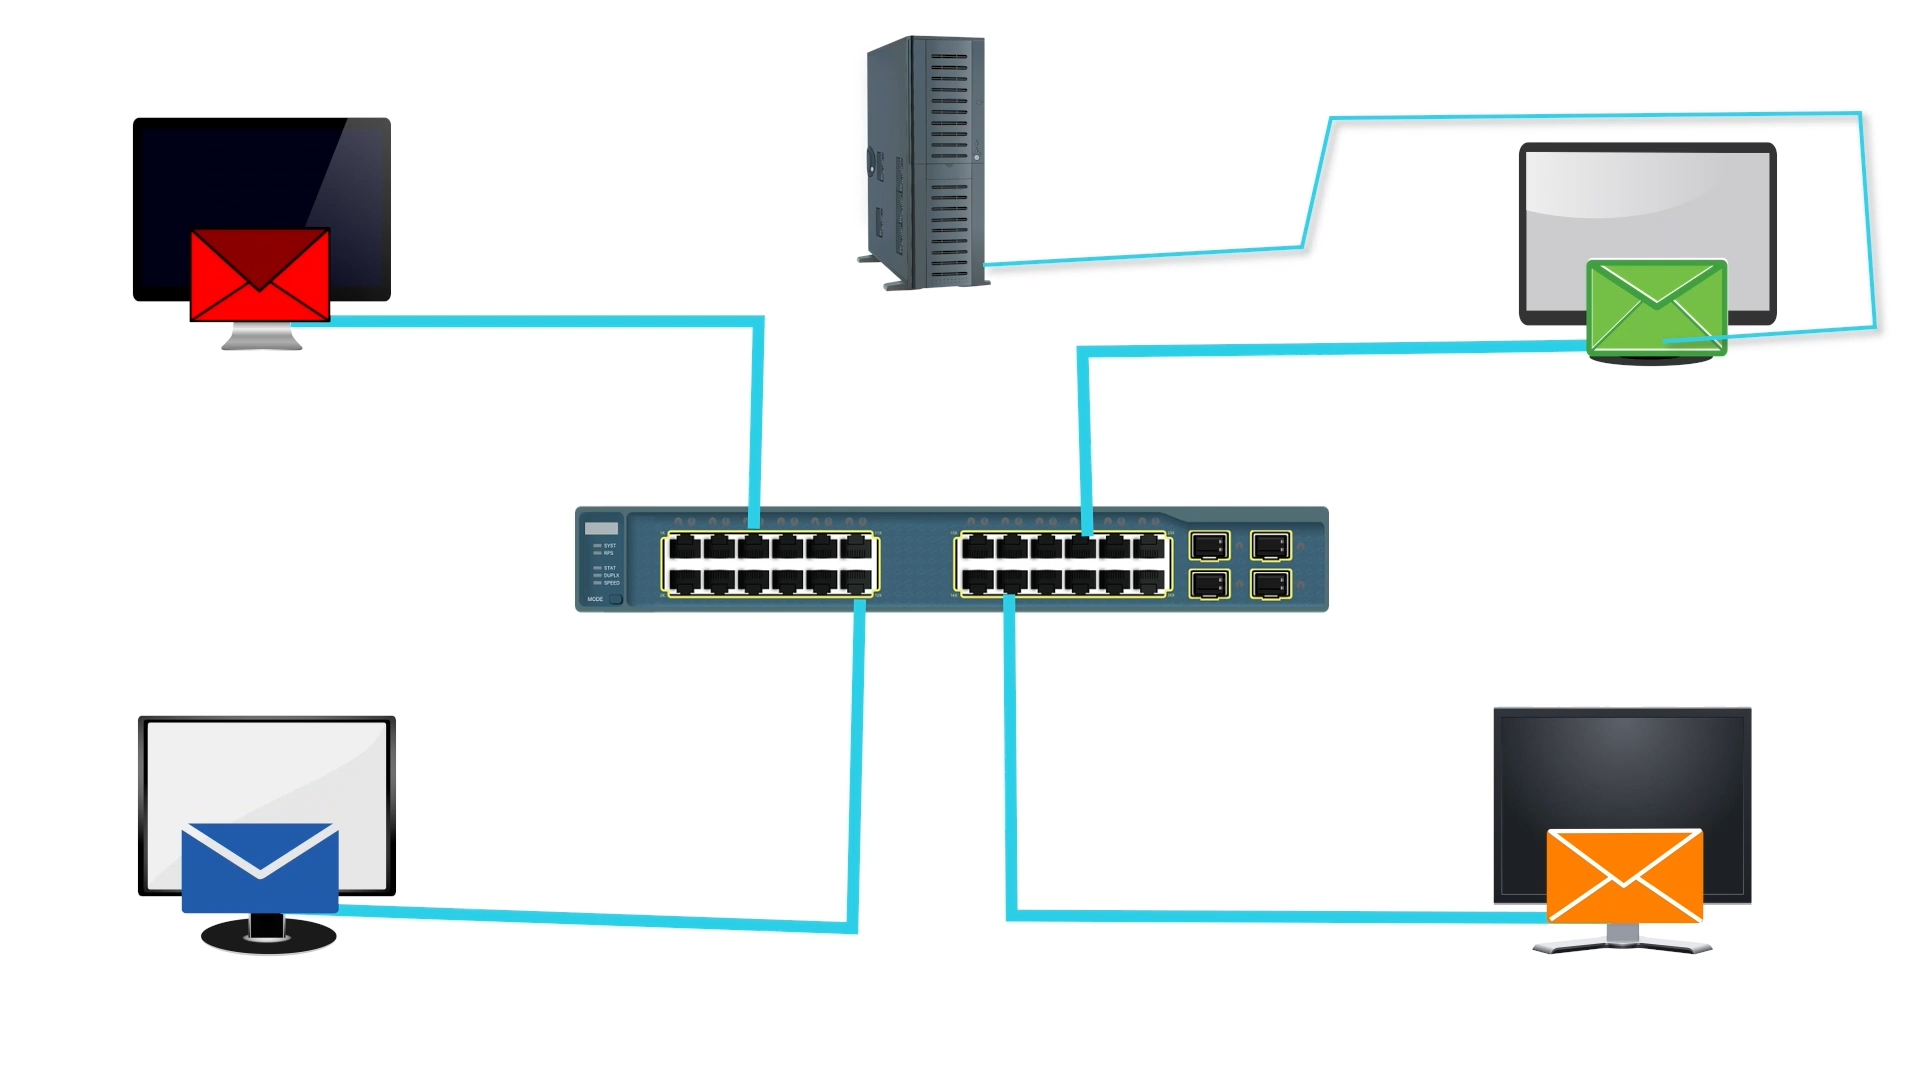 SYST
RPS
STAT
DUPLX
SPEED
MODE